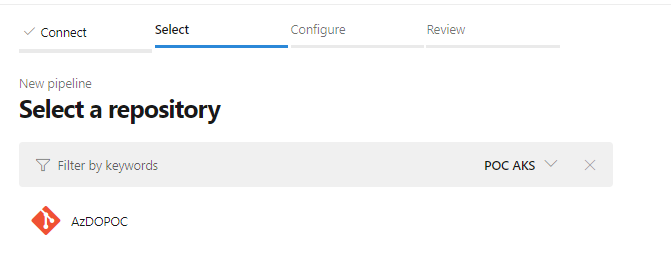 Connect Select Configure Review
New pipeline
Select a repository
Filter by keywords POC AKS
AzDOPOC